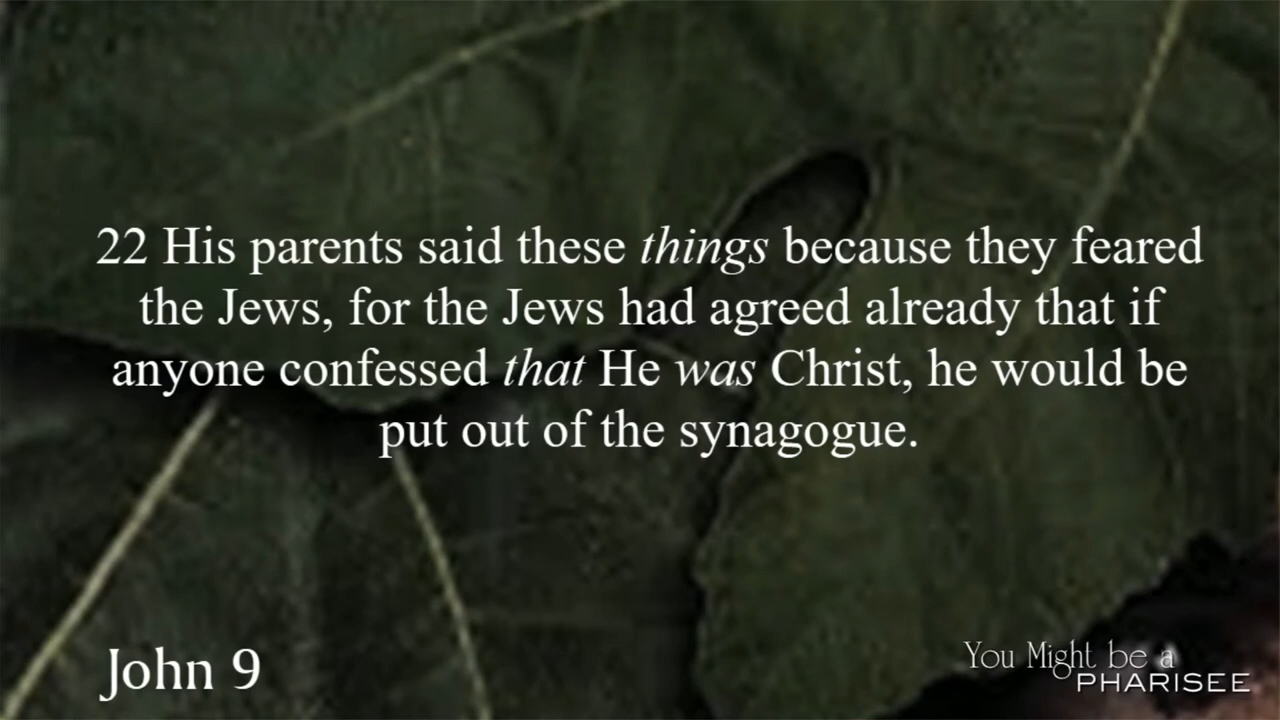 22 His parents said these things because they feared
the Jews, for the Jews had agreed already that if
anyone confessed that He was Christ, he would be
put out of the synagogue.
John 9
You Might be a
PHARISEE